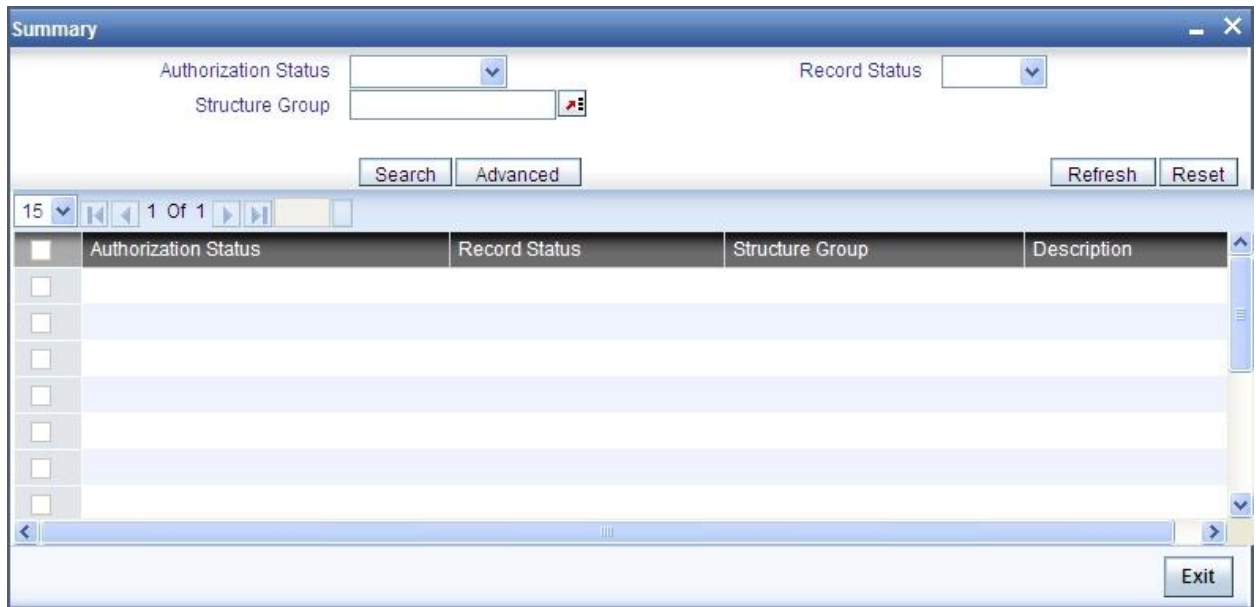 Summary
Authorization Status Record Status
Structure Group
Search Advanced Refresh Reset
15 1 Of 1
Authorization Status Record Status Structure Group Description
Exit